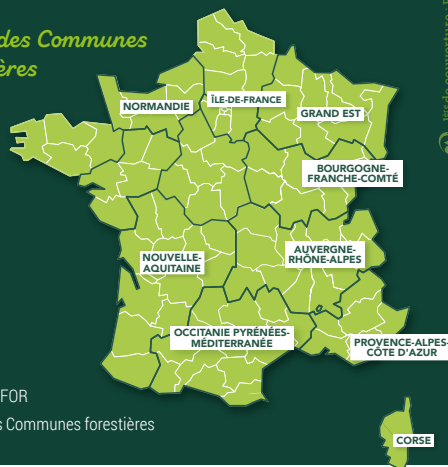 des Communes
ères
NORMANDIE
ÎLE-DE-FRANCE
GRAND EST
BOURGOGNE-
FRANCHE-COMTÉ
NOUVELLE-
AQUITAINE
AUVERGNE-
RHÔNE-ALPES
OCCITANIE PYRÉNÉES-
MÉDITERRANÉE
PROVENCE-ALPES-
CÔTE D'AZUR
FOR
s Communes forestières
CORSE